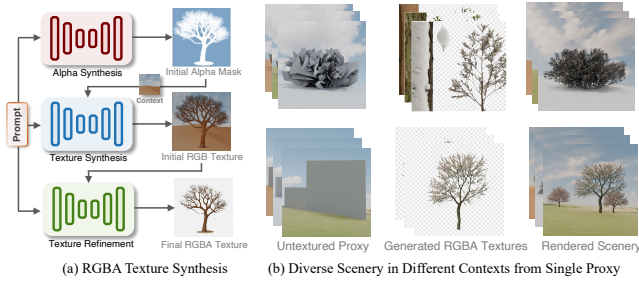 Prompt
Alpha Synthesis
Initial Alpha Mask
Context
Texture Synthesis
Initial RGB Texture
Texture Refinement
Final RGBA Texture
Untextured Proxy
Generated RGBA Textures
Rendered Scenery
(a) RGBA Texture Synthesis
(b) Diverse Scenery in Different Contexts from Single Proxy